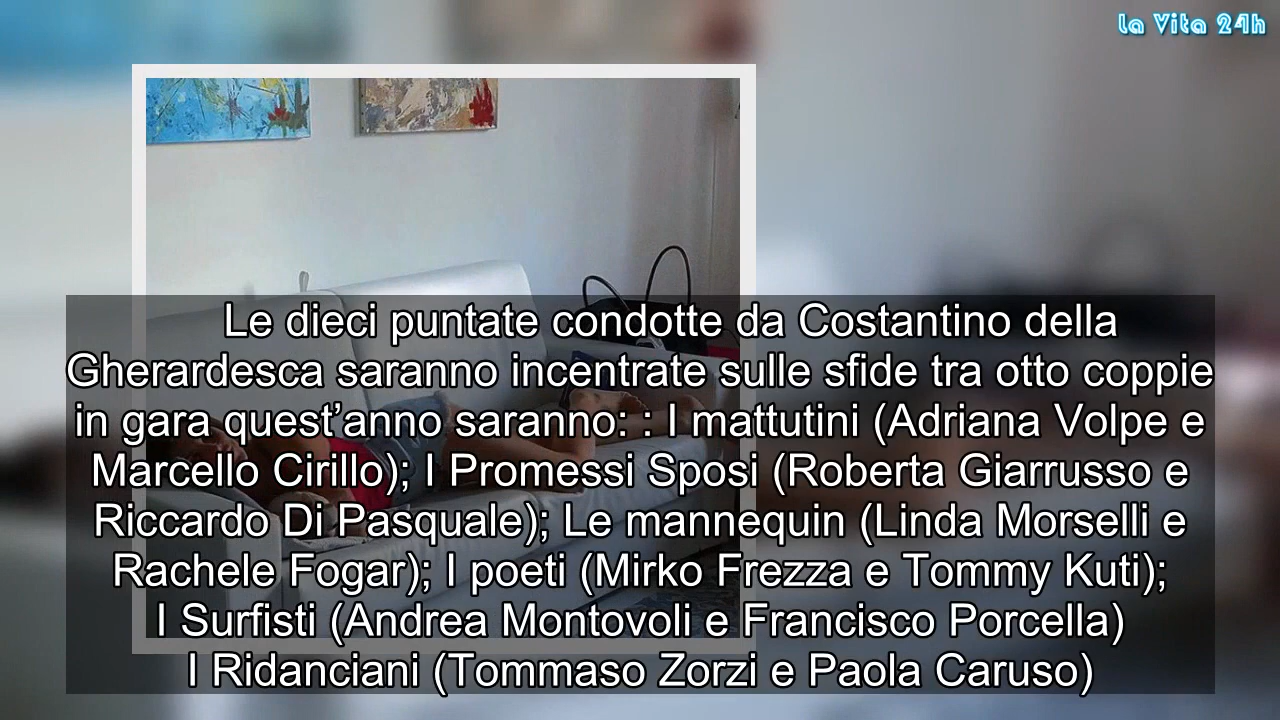 La Vita 24h
Le dieci puntate condotte da Costantino della
Gherardesca saranno incentrate sulle sfide tra otto coppie
in gara quest’anno saranno: : I mattutini (Adriana Volpe e
Marcello Cirillo); I Promessi Sposi (Roberta Giarrusso e
Riccardo Di Pasquale); Le mannequin (Linda Morselli e
Rachele Fogar); I poeti (Mirko Frezza e Tommy Kuti);
I Surfisti (Andrea Montovoli e Francisco Porcella)
I Ridanciani (Tommaso Zorzi e Paola Caruso)